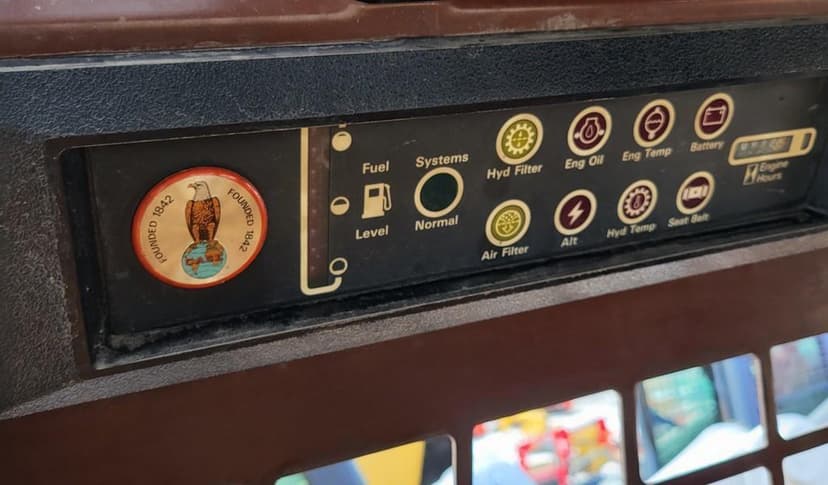 FOUNDED 1842
FOUNDED 1842
CASE
Fuel
Level
Systems
Normal
Hyd Filter
Eng Oil
Eng Temp
Battery
Air Filter
Alt
Hyd Temp
Seat Belt
Engine
Hours